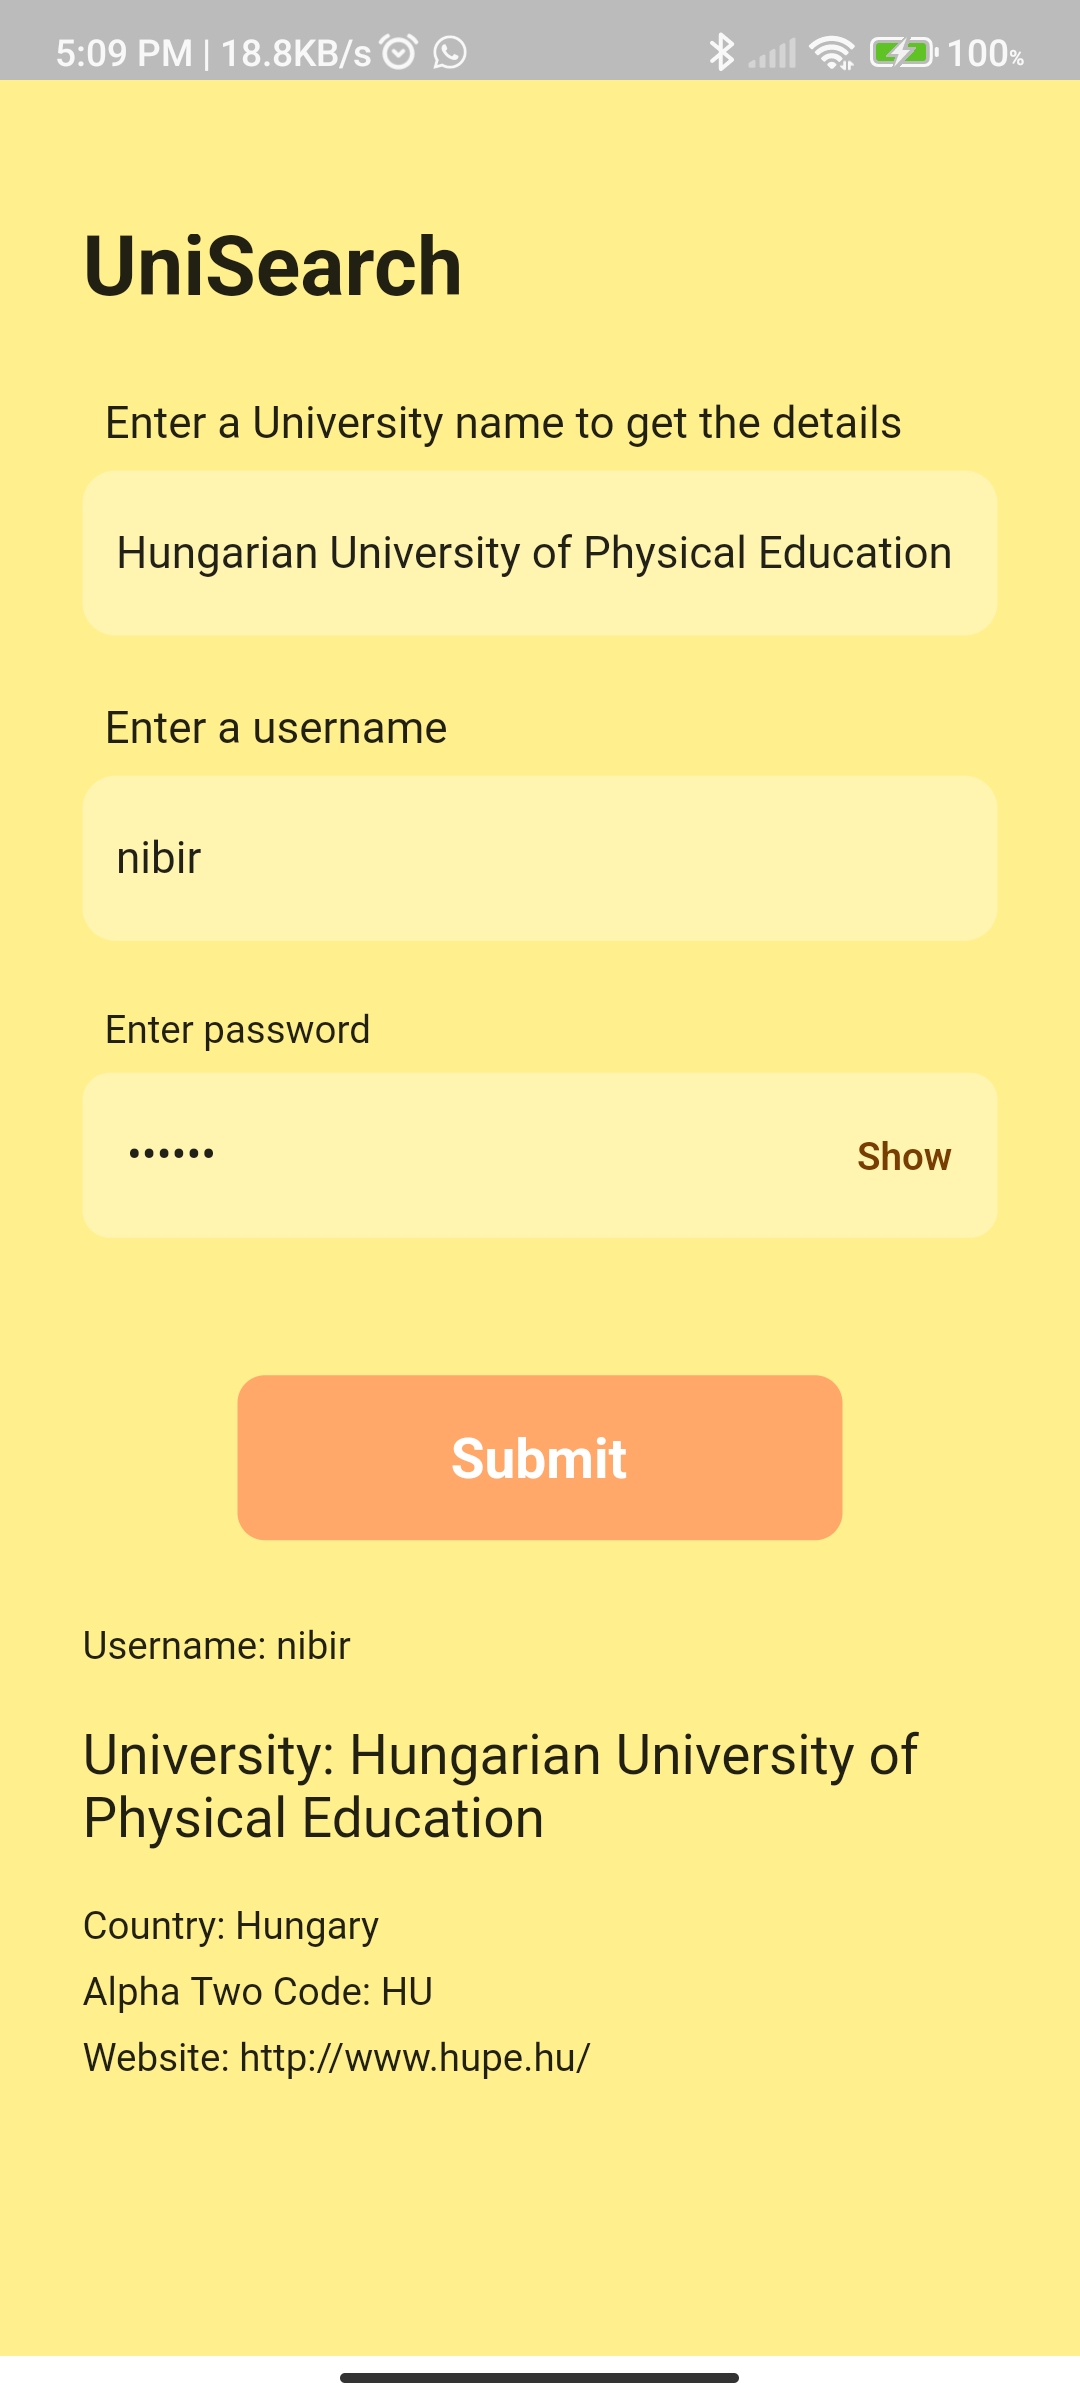 5:09 PM | 18.8KB/s 100%
UniSearch
Enter a University name to get the details
Hungarian University of Physical Education
Enter a username
nibir
Enter password
••••••
Show
Submit
Username: nibir
University: Hungarian University of
Physical Education
Country: Hungary
Alpha Two Code: HU
Website: http://www.hupe.hu/